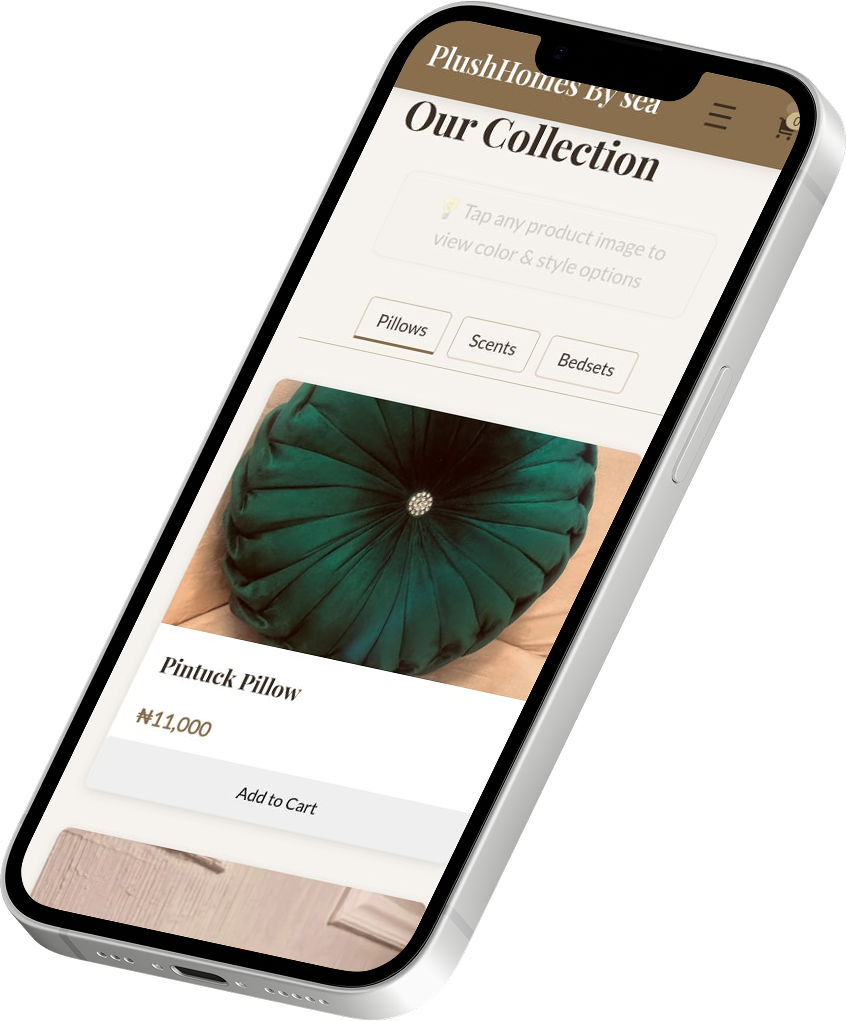 PlushHomes By sea
Our Collection
💡 Tap any product image to
view color & style options
Pillows
Scents
Bedsets
Pintuck Pillow
₦11,000
Add to Cart